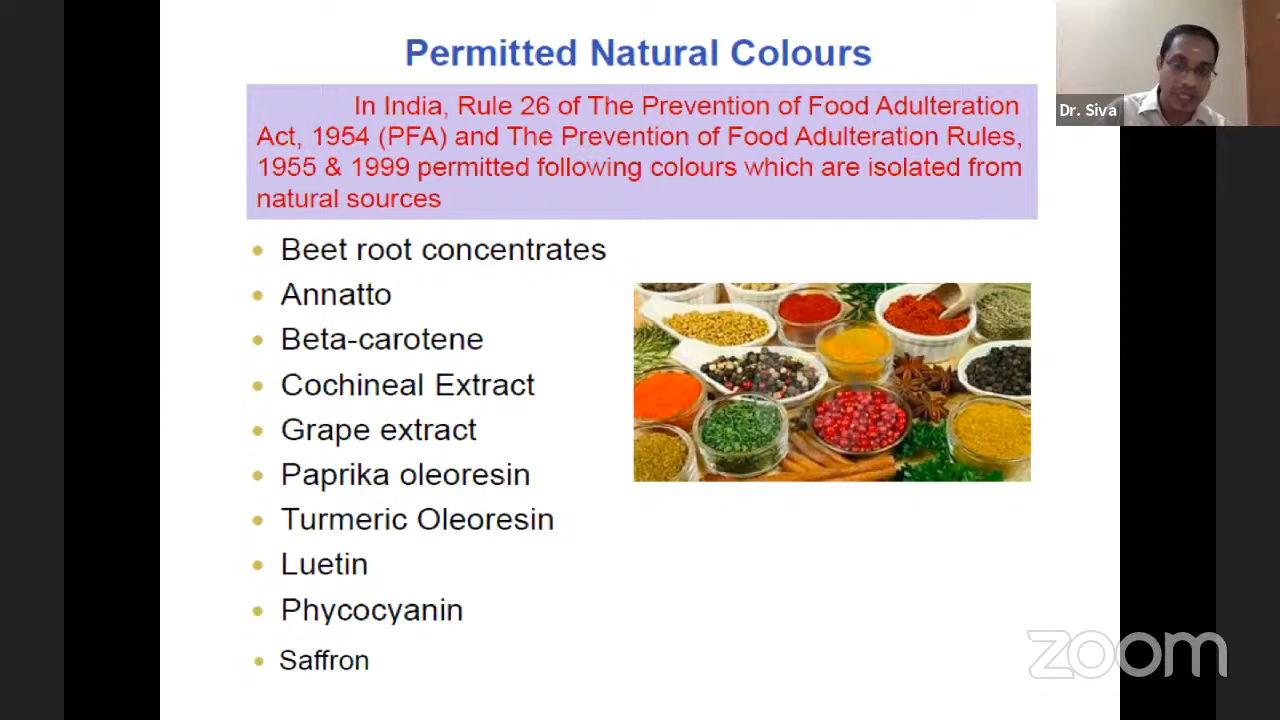 Permitted Natural Colours
In India, Rule 26 of The Prevention of Food Adulteration
Act, 1954 (PFA) and The Prevention of Food Adulteration Rules,
1955 & 1999 permitted following colours which are isolated from
natural sources
Beet root concentrates
Annatto
Beta-carotene
Cochineal Extract
Grape extract
Paprika oleoresin
Turmeric Oleoresin
Luetin
Phycocyanin
Saffron
Dr. Siva
zoom